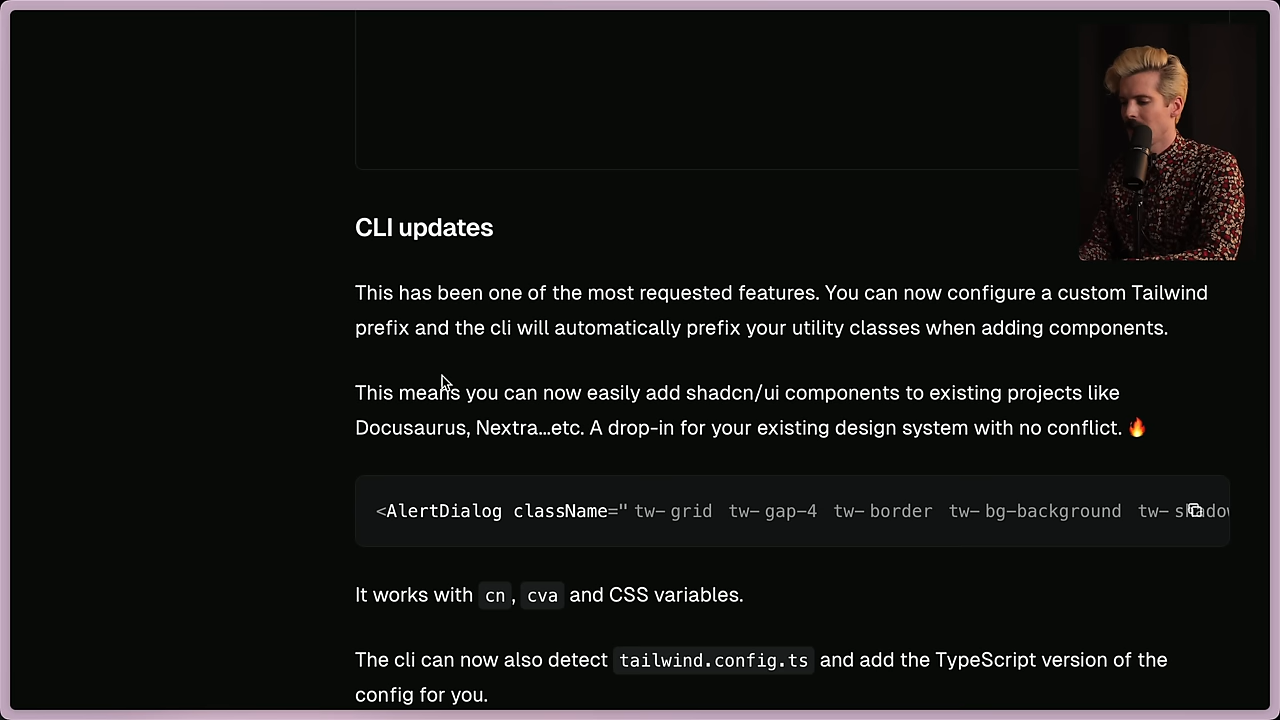 CLI updates
This has been one of the most requested features. You can now configure a custom Tailwind
prefix and the cli will automatically prefix your utility classes when adding components.
This means you can now easily add shadcn/ui components to existing projects like
Docusaurus, Nextra...etc. A drop-in for your existing design system with no conflict. 🔥
<AlertDialog className=" tw- grid tw- gap-4 tw- border tw- bg-background tw- shadow
It works with cn, cva and CSS variables.
The cli can now also detect tailwind.config.ts and add the TypeScript version of the
config for you.